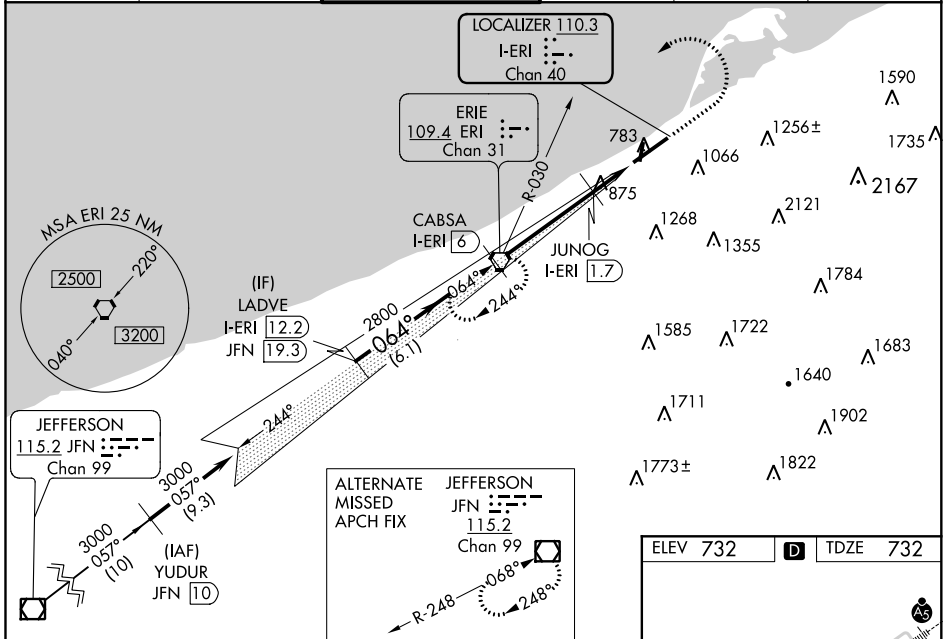 LOCALIZER 110.3
I-ERI
Chan 40
ERIE
109.4 ERI
Chan 31
R-030
783
875
1066
1256±
1590
1735
2167
2121
1268
1355
1784
1585
1722
1683
1640
1711
1902
1773±
1822
CABSA
I-ERI 6
JUNOG
I-ERI 1.7
MSA ERI 25 NM
2500
220°
3200
040°
(IF)
LADVE
I-ERI 12.2
JFN 19.3
2800
064°
(6.1)
064°
244°
244°
JEFFERSON
115.2 JFN
Chan 99
3000
057°
(9.3)
3000
057°
(10)
(IAF)
YUDUR
JFN 10
ALTERNATE
MISSED
APCH FIX
JEFFERSON
JFN
115.2
Chan 99
R-248
068°
248°
ELEV 732
D
TDZE 732
A5